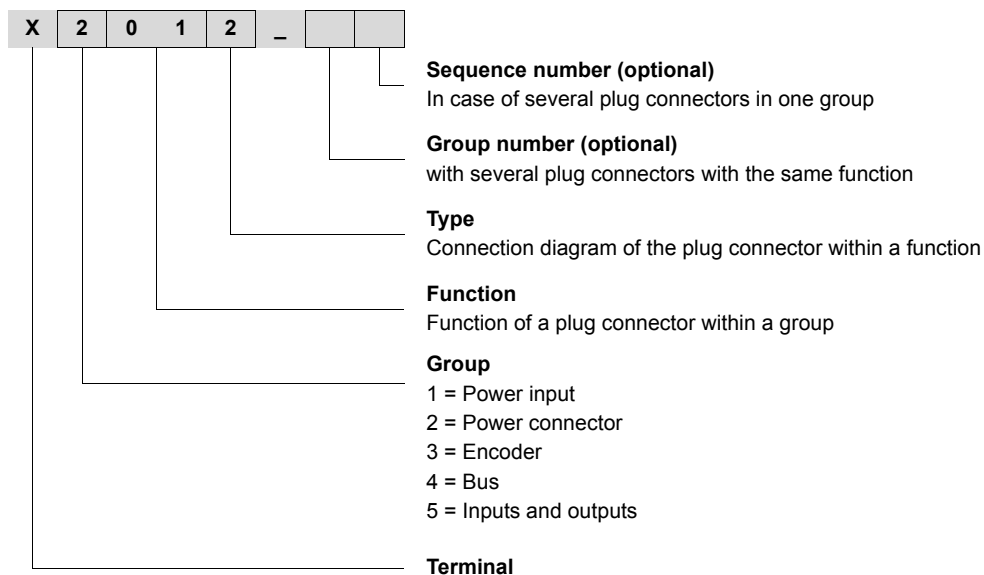 X 2 0 1 2 _
Sequence number (optional)
In case of several plug connectors in one group
Group number (optional)
with several plug connectors with the same function
Type
Connection diagram of the plug connector within a function
Function
Function of a plug connector within a group
Group
1 = Power input
2 = Power connector
3 = Encoder
4 = Bus
5 = Inputs and outputs
Terminal